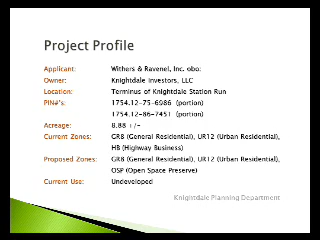 Project Profile
Applicant: Withers & Ravenel, Inc. obo:
Owner: Knightdale Investors, LLC
Location: Terminus of Knightdale Station Run
PIN#'s: 1754.12-75-6986 (portion)
1754.12-86-7451 (portion)
Acreage: 8.88 +/-
Current Zones: GR8 (General Residential), UR12 (Urban Residential),
HB (Highway Business)
Proposed Zones: GR8 (General Residential), UR12 (Urban Residential),
OSP (Open Space Preserve)
Current Use: Undeveloped
Knightdale Planning Department